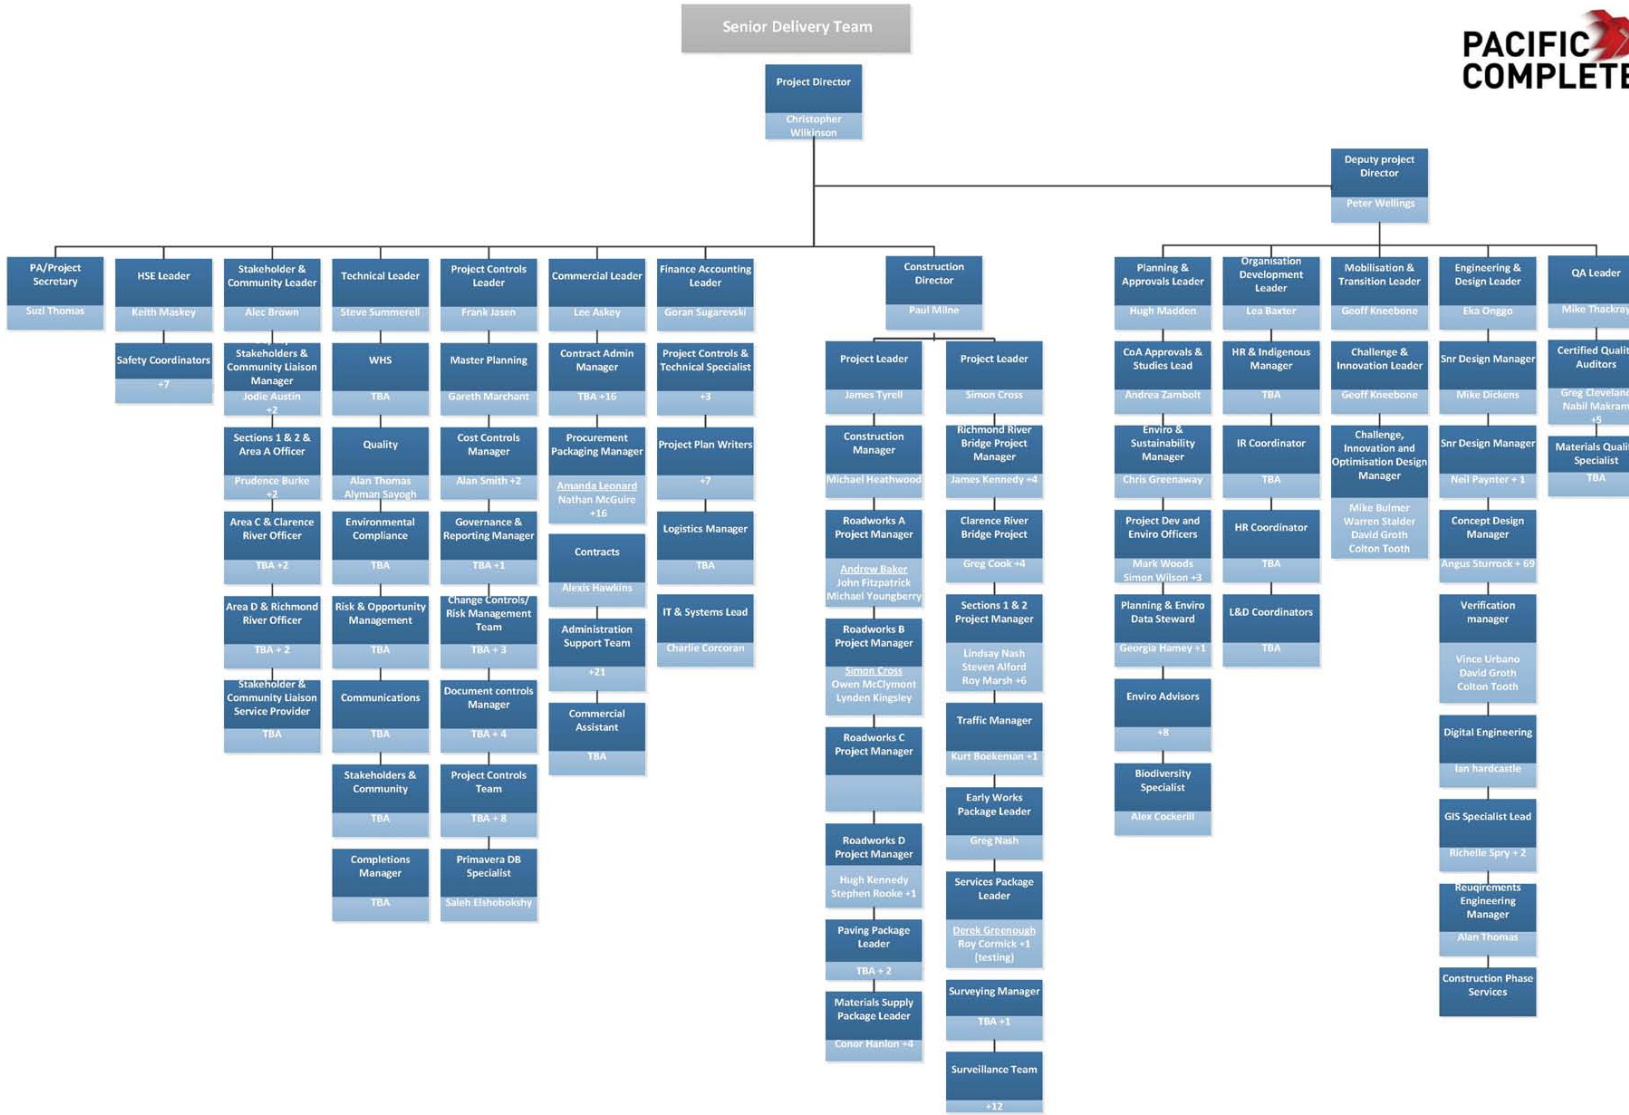 Senior Delivery Team
PACIFIC
COMPLETE
Project Director
Christopher
Wilkinson
Deputy project
Director
Peter Wellings
PA/Project
Secretary
Suzi Thomas
HSE Leader
Keith Maskey
Safety Coordinators
+7
Stakeholder &
Community Leader
Alec Brown
Stakeholders &
Community Liaison
Manager
Jodie Austin
+2
Sections 1 & 2 &
Area A Officer
Prudence Burke
+2
Area C & Clarence
River Officer
TBA +2
Area D & Richmond
River Officer
TBA + 2
Stakeholder &
Community Liaison
Service Provider
TBA
Technical Leader
Steve Summerell
WHS
TBA
Quality
Alan Thomas
Alyman Sayogh
Environmental
Compliance
TBA
Risk & Opportunity
Management
TBA
Communications
TBA
Stakeholders &
Community
TBA
Completions
Manager
TBA
Project Controls
Leader
Frank Jasen
Master Planning
Gareth Marchant
Cost Controls
Manager
Alan Smith +2
Governance &
Reporting Manager
TBA +1
Change Controls/
Risk Management
Team
TBA + 3
Document controls
Manager
TBA + 4
Project Controls
Team
TBA + 8
Primavera DB
Specialist
Saleh Elshobokshy
Commercial Leader
Lee Askey
Contract Admin
Manager
TBA +16
Procurement
Packaging Manager
Amanda Leonard
Nathan McGuire
+16
Contracts
Alexis Hawkins
Administration
Support Team
+21
Commercial
Assistant
TBA
Finance Accounting
Leader
Goran Sugarevski
Project Controls &
Technical Specialist
+3
Project Plan Writers
+7
Logistics Manager
TBA
IT & Systems Lead
Charlie Corcoran
Construction
Director
Paul Milne
Project Leader
James Tyrell
Construction
Manager
Michael Heathwood
Roadworks A
Project Manager
Andrew Baker
John Fitzpatrick
Michael Youngberry
Roadworks B
Project Manager
Simon Cross
Owen McClymont
Lynden Kingsley
Roadworks C
Project Manager
Roadworks D
Project Manager
Hugh Kennedy
Stephen Rooke +1
Paving Package
Leader
TBA + 2
Materials Supply
Package Leader
Conor Hanlon +4
Project Leader
Simon Cross
Richmond River
Bridge Project
Manager
James Kennedy +4
Clarence River
Bridge Project
Greg Cook +4
Sections 1 & 2
Project Manager
Lindsay Nash
Steven Alford
Roy Marsh +6
Traffic Manager
Kurt Boekeman +1
Early Works
Package Leader
Greg Nash
Services Package
Leader
Derek Greenough
Roy Cormick +1
(testing)
Surveying Manager
TBA +1
Surveillance Team
+12
Planning &
Approvals Leader
Hugh Madden
CoA Approvals &
Studies Lead
Andrea Zambolt
Enviro &
Sustainability
Manager
Chris Greenaway
Project Dev and
Enviro Officers
Mark Woods
Simon Wilson +3
Planning & Enviro
Data Steward
Georgia Hamey +1
Enviro Advisors
+8
Biodiversity
Specialist
Alex Cockerill
Organisation
Development
Leader
Lea Baxter
HR & Indigenous
Manager
TBA
IR Coordinator
TBA
HR Coordinator
TBA
L&D Coordinators
TBA
Mobilisation &
Transition Leader
Geoff Kneebone
Challenge &
Innovation Leader
Geoff Kneebone
Challenge,
Innovation and
Optimisation Design
Manager
Mike Bulmer
Warren Stalder
David Groth
Colton Tooth
Engineering &
Design Leader
Eka Onggo
Snr Design Manager
Mike Dickens
Snr Design Manager
Neil Paynter + 1
Concept Design
Manager
Angus Sturrock + 69
Verification
manager
Vince Urbano
David Groth
Colton Tooth
Digital Engineering
Ian hardcastle
GIS Specialist Lead
Richelle Spry + 2
Reuqirements
Engineering
Manager
Alan Thomas
Construction Phase
Services
QA Leader
Mike Thackray
Certified Quali
Auditors
Greg Cleveland
Nabil Makram
+5
Materials Quali
Specialist
TBA